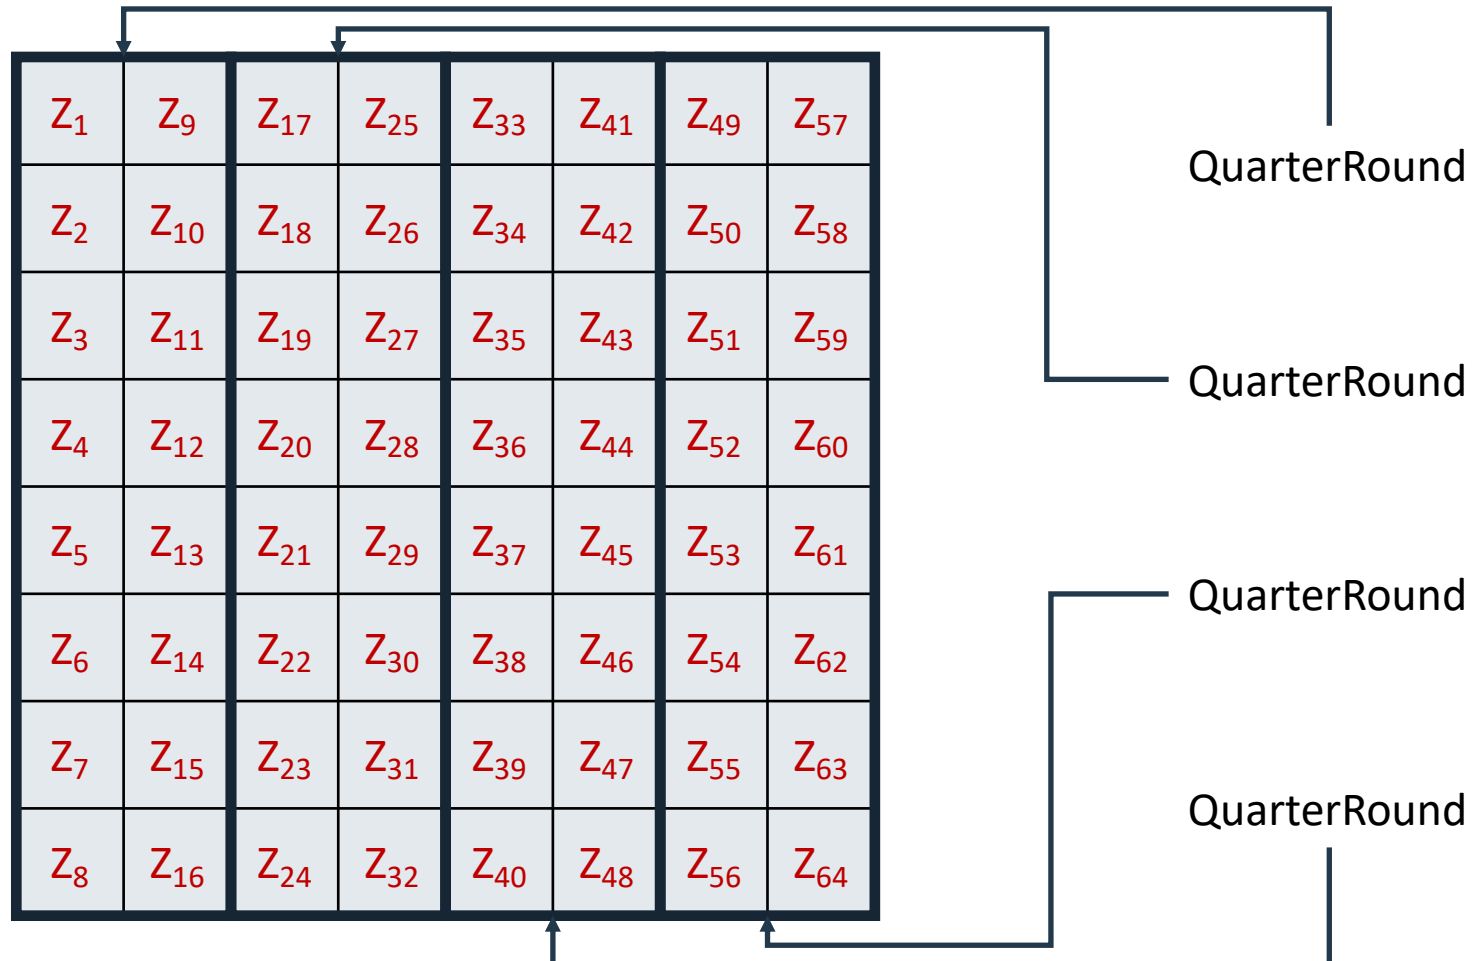 Z1 Z9 Z17 Z25 Z33 Z41 Z49 Z57
QuarterRound
Z2 Z10 Z18 Z26 Z34 Z42 Z50 Z58
Z3 Z11 Z19 Z27 Z35 Z43 Z51 Z59
QuarterRound
Z4 Z12 Z20 Z28 Z36 Z44 Z52 Z60
Z5 Z13 Z21 Z29 Z37 Z45 Z53 Z61
QuarterRound
Z6 Z14 Z22 Z30 Z38 Z46 Z54 Z62
Z7 Z15 Z23 Z31 Z39 Z47 Z55 Z63
QuarterRound
Z8 Z16 Z24 Z32 Z40 Z48 Z56 Z64